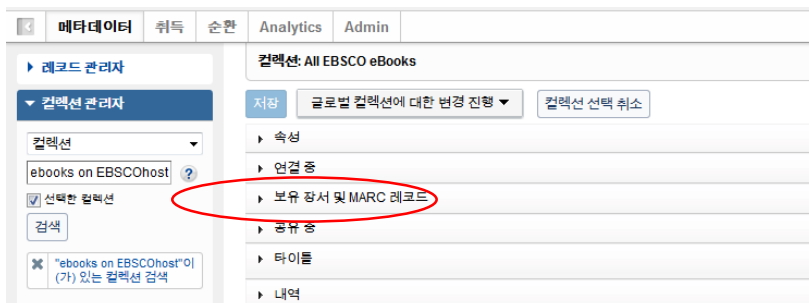 메타데이터 취득 순환 Analytics Admin
레코드 관리자
컬렉션 관리자
컬렉션
ebooks on EBSCOhost ?
선택한 컬렉션
검색
"ebooks on EBSCOhost"이
(가) 있는 컬렉션 검색
컬렉션: All EBSCO eBooks
저장 글로벌 컬렉션에 대한 변경 진행 컬렉션 선택 취소
속성
연결 중
보유 장서 및 MARC 레코드
공유 중
타이틀
내역